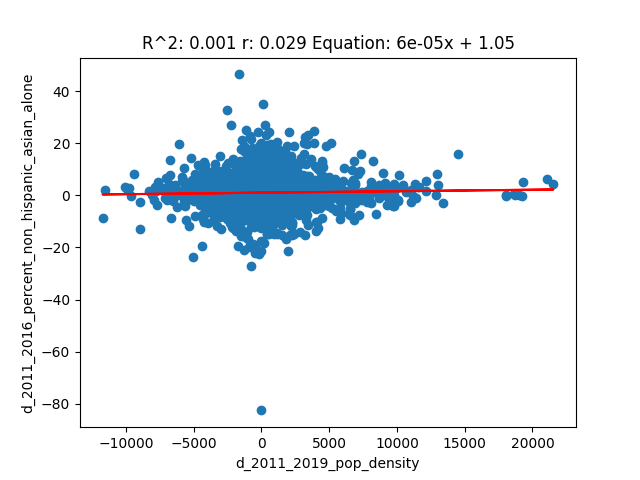 R^2: 0.001 r: 0.029 Equation: 6e-05x + 1.05
d_2011_2016_percent_non_hispanic_asian_alone
40
20
0
−20
−40
−60
−80
−10000 −5000 0 5000 10000 15000 20000
d_2011_2019_pop_density